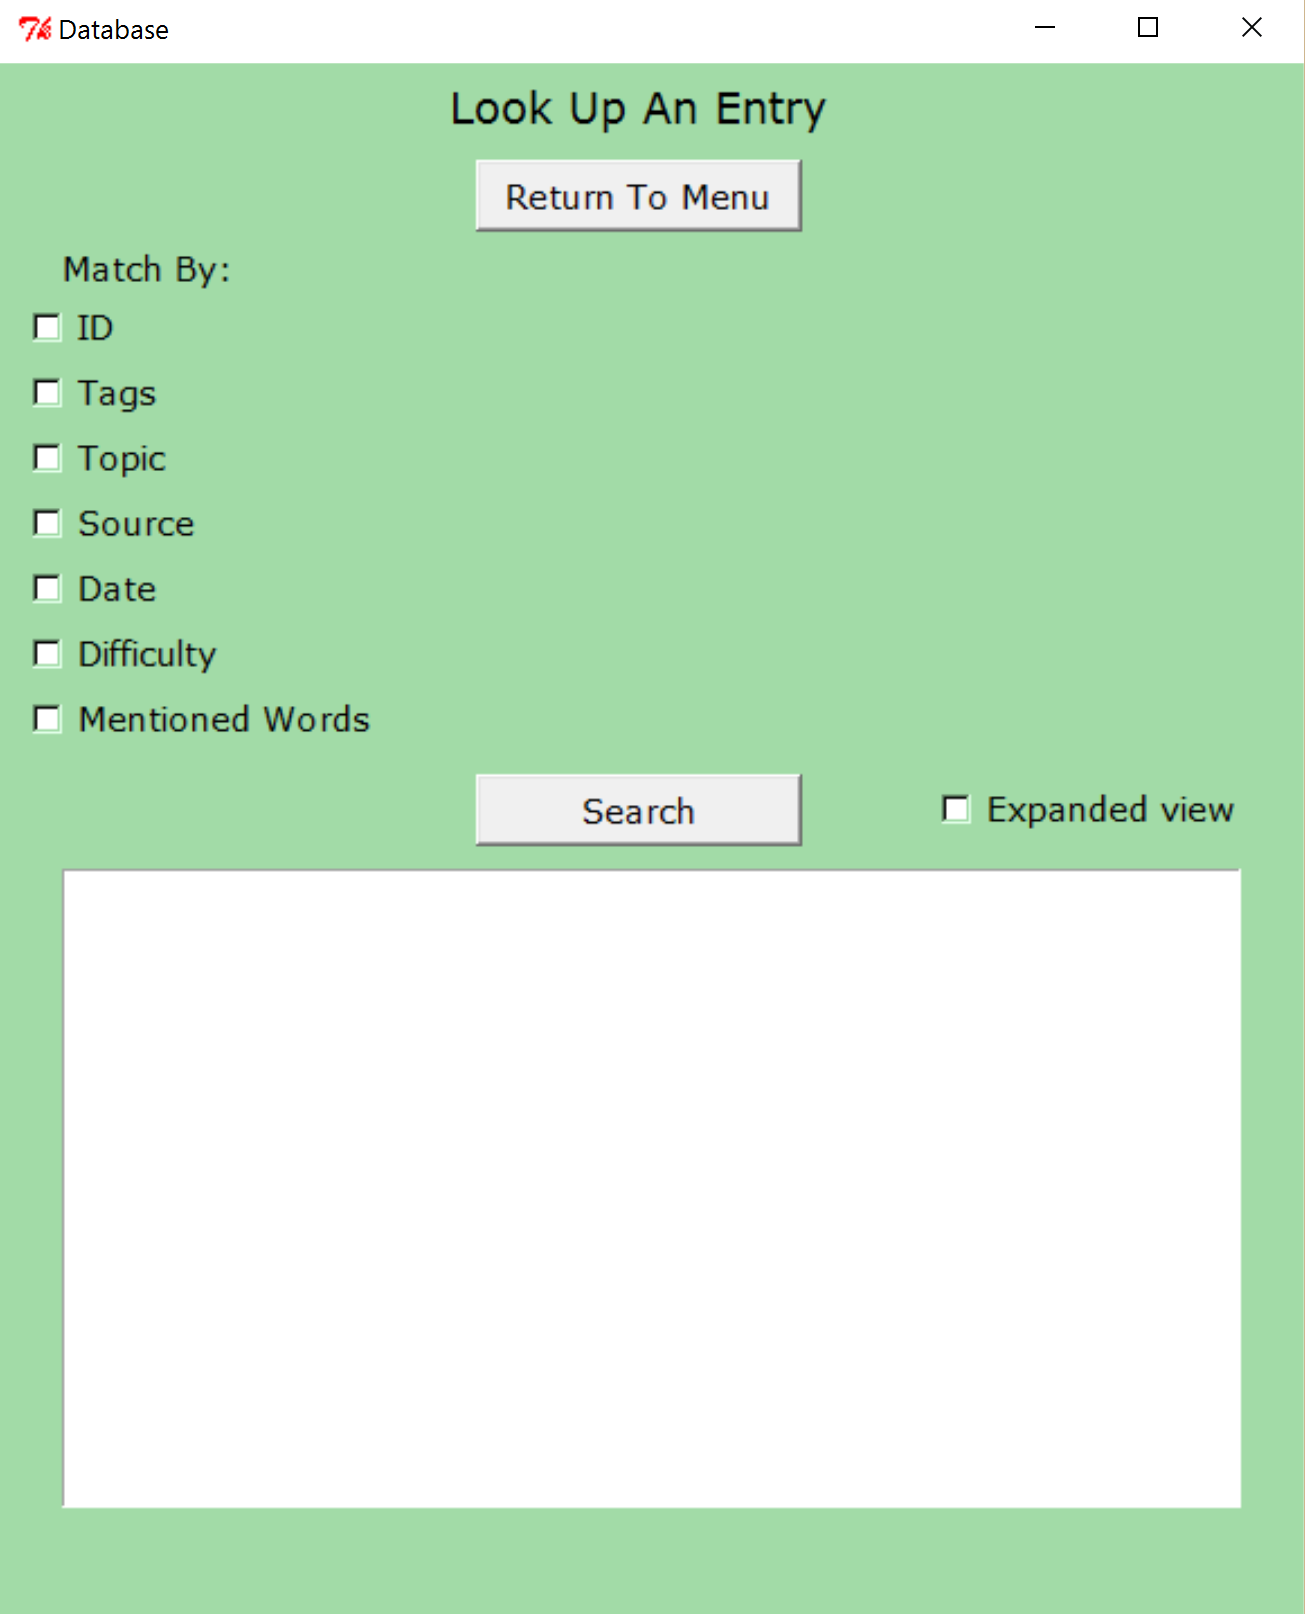 Database
Look Up An Entry
Return To Menu
Match By:
ID
Tags
Topic
Source
Date
Difficulty
Mentioned Words
Search
Expanded view